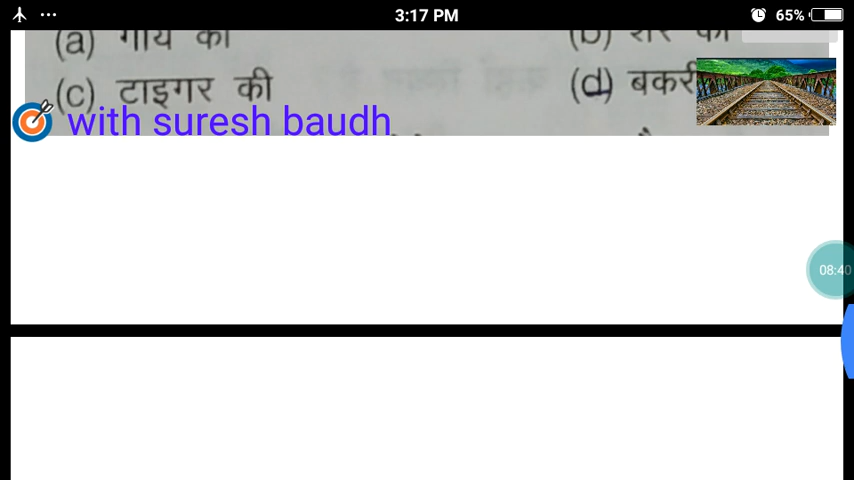 3:17 PM 65%
(a) गाय की (b) शेर की
(c) टाइगर की (d) बकरी
with suresh baudh
08:40